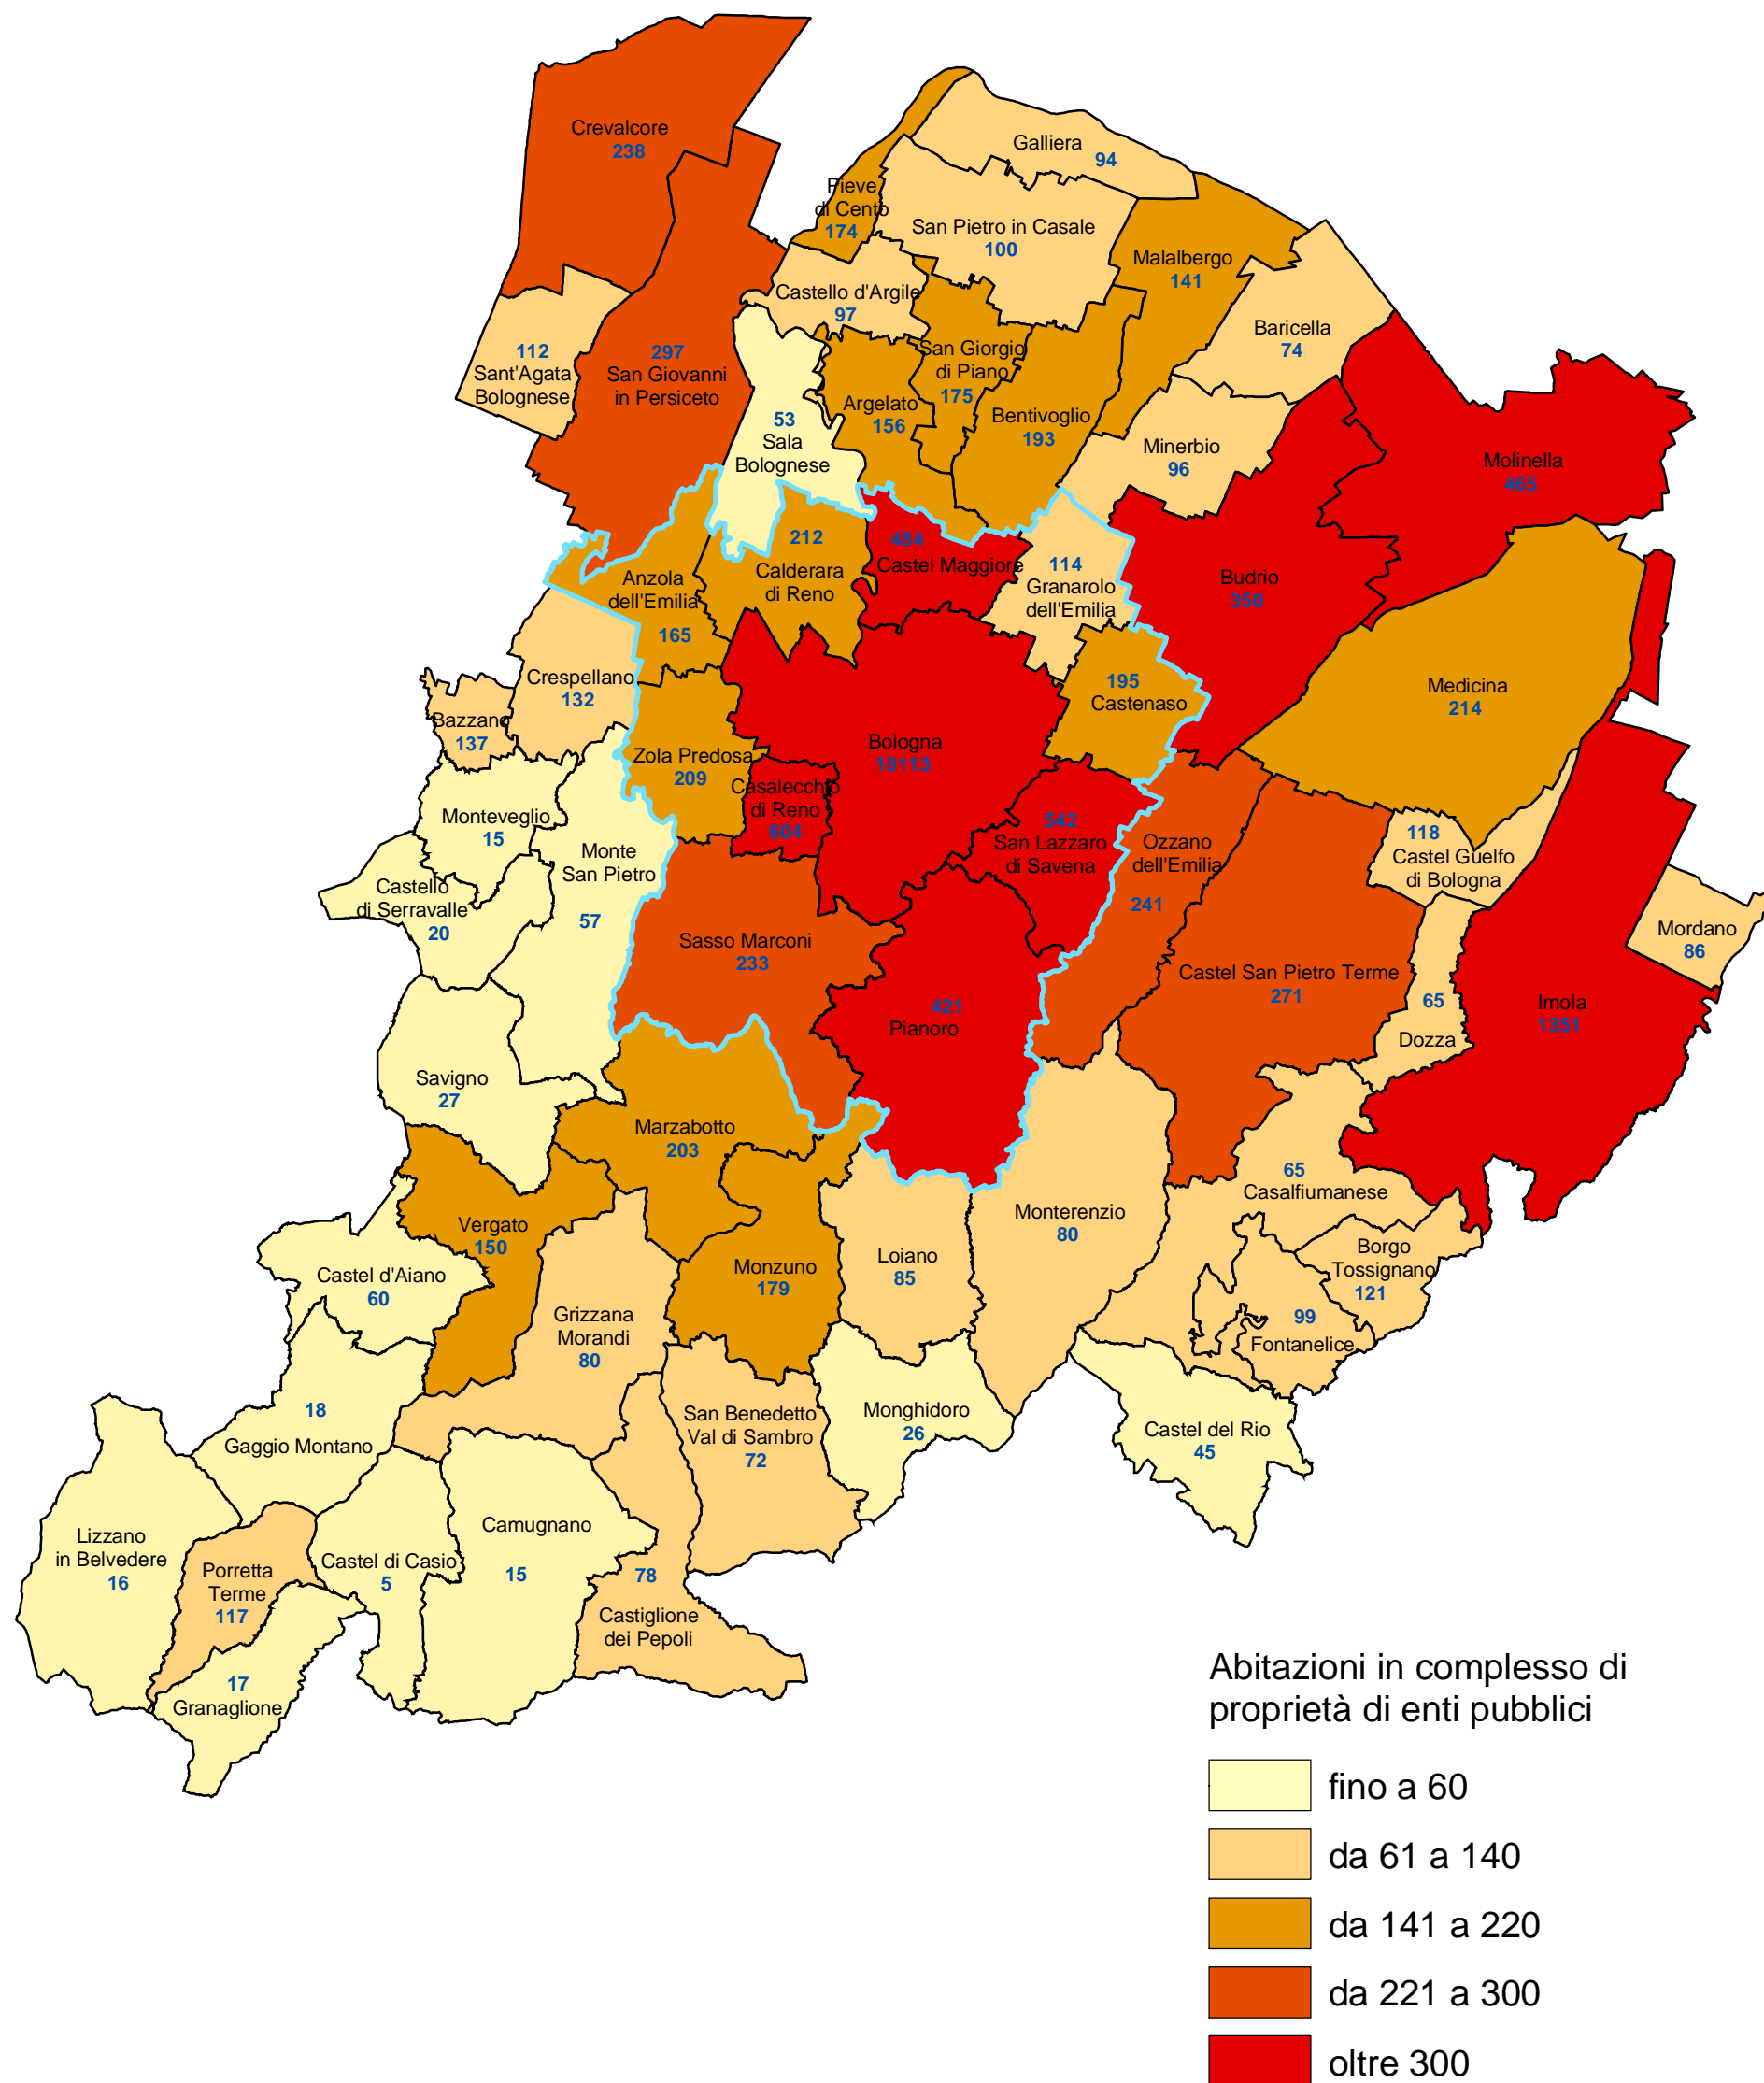 Crevalcore
238
Galliera
94
Pieve
di Cento
174
San Pietro in Casale
100
Malalbergo
141
Castello d'Argile
97
Baricella
74
112
Sant'Agata
Bolognese
297
San Giovanni
in Persiceto
San Giorgio
di Piano
175
Argelato
156
Bentivoglio
193
53
Sala
Bolognese
Minerbio
96
Molinella
465
212
Calderara
di Reno
484
Castel Maggiore
114
Granarolo
dell'Emilia
Budrio
350
Anzola
dell'Emilia
165
Crespellano
132
195
Castenaso
Medicina
214
Bazzano
137
Zola Predosa
209
Bologna
18113
Casalecchio
di Reno
604
Monteveglio
15
Monte
San Pietro
57
542
San Lazzaro
di Savena
Ozzano
dell'Emilia
241
118
Castel Guelfo
di Bologna
Castello
di Serravalle
20
Sasso Marconi
233
Mordano
86
Castel San Pietro Terme
271
65
Dozza
Imola
1351
421
Pianoro
Savigno
27
Marzabotto
203
65
Casalfiumanese
Vergato
150
Monterenzio
80
Castel d'Aiano
60
Monzuno
179
Loiano
85
Borgo
Tossignano
121
Grizzana
Morandi
80
99
Fontanelice
18
Gaggio Montano
San Benedetto
Val di Sambro
72
Monghidoro
26
Castel del Rio
45
Lizzano
in Belvedere
16
Porretta
Terme
117
Castel di Casio
5
Camugnano
15
78
Castiglione
dei Pepoli
17
Granaglione
Abitazioni in complesso di
proprietà di enti pubblici
fino a 60
da 61 a 140
da 141 a 220
da 221 a 300
oltre 300